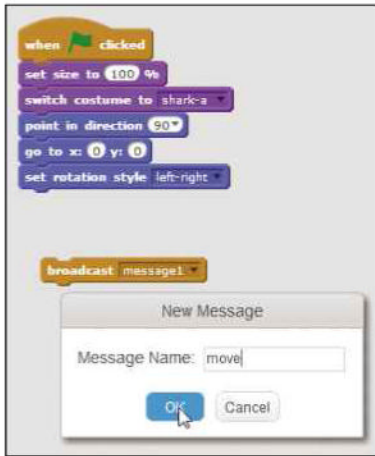 when clicked
set size to 100 %
switch costume to shark-a
point in direction 90
go to x: 0 y: 0
set rotation style left-right
broadcast message1
New Message
Message Name: move
OK Cancel